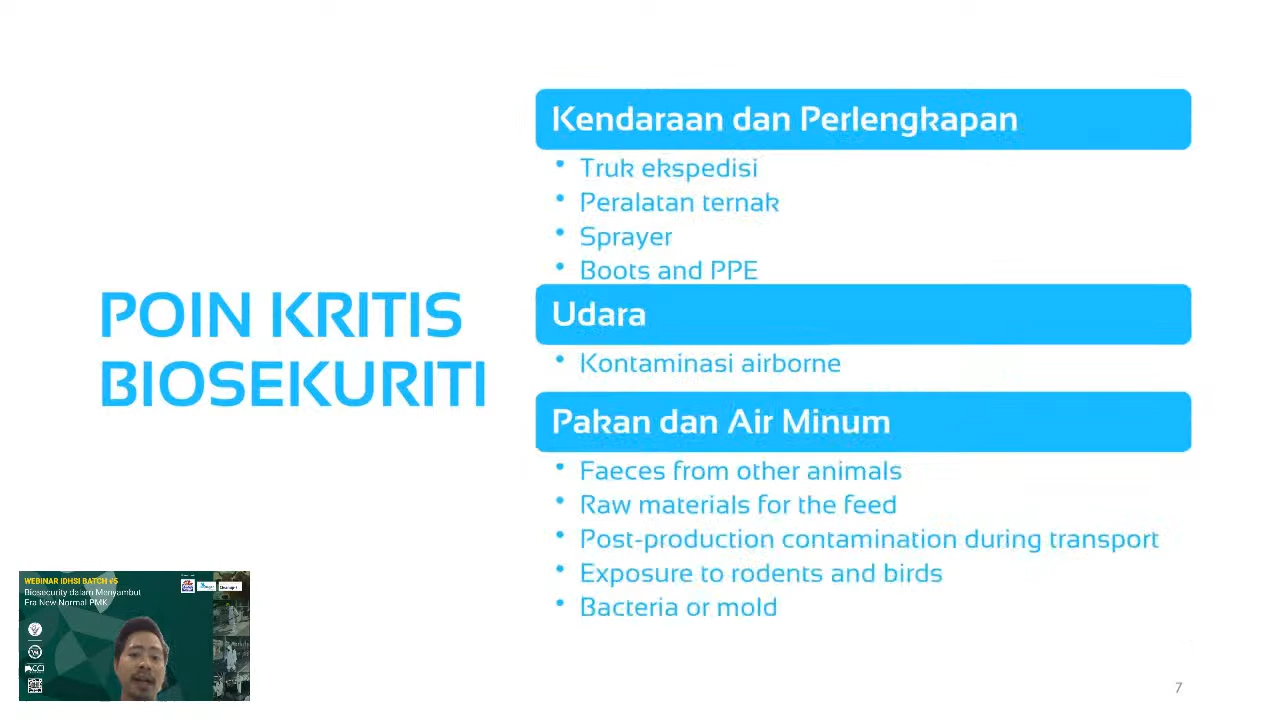 Kendaraan dan Perlengkapan
• Truk ekspedisi
• Peralatan ternak
• Sprayer
• Boots and PPE
POIN KRITIS
BIOSEKURITI
Udara
• Kontaminasi airborne
Pakan dan Air Minum
• Faeces from other animals
• Raw materials for the feed
• Post-production contamination during transport
• Exposure to rodents and birds
• Bacteria or mold
WEBINAR IDHSI BATCH #5
Biosecurity dalam Menyambut
Era New Normal PMK
7